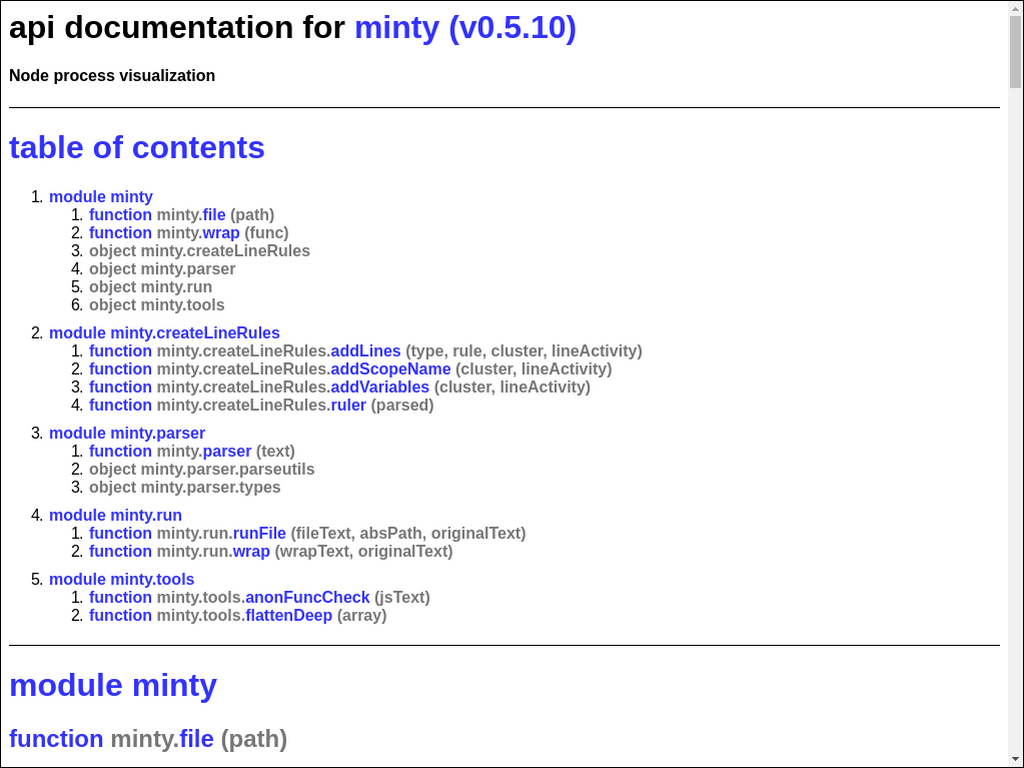 api documentation for minty (v0.5.10)
Node process visualization
table of contents
1. module minty
1. function minty.file (path)
2. function minty.wrap (func)
3. object minty.createLineRules
4. object minty.parser
5. object minty.run
6. object minty.tools
2. module minty.createLineRules
1. function minty.createLineRules.addLines (type, rule, cluster, lineActivity)
2. function minty.createLineRules.addScopeName (cluster, lineActivity)
3. function minty.createLineRules.addVariables (cluster, lineActivity)
4. function minty.createLineRules.ruler (parsed)
3. module minty.parser
1. function minty.parser (text)
2. object minty.parser.parseutils
3. object minty.parser.types
4. module minty.run
1. function minty.run.runFile (fileText, absPath, originalText)
2. function minty.run.wrap (wrapText, originalText)
5. module minty.tools
1. function minty.tools.anonFuncCheck (jsText)
2. function minty.tools.flattenDeep (array)
module minty
function minty.file (path)